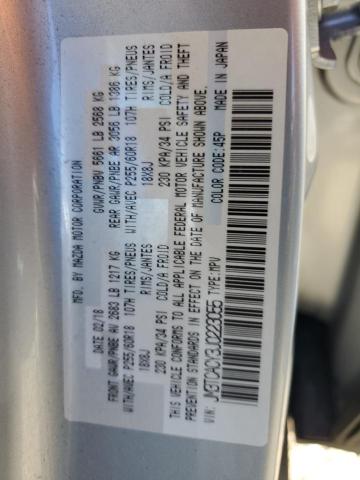 MFD. BY MAZDA MOTOR CORPORATION
DATE 02/18 GVWR/PNBV 5661 LB 2568 KG
FRONT GAWR/PNBE AV 2683 LB 1217 KG REAR GAWR/PNBE AR 3056 LB 1386 KG
WITH/AVEC P255/60R18 107H TIRES/PNEUS WITH/AVEC P255/60R18 107H TIRES/PNEUS
18X8J RIMS/JANTES 18X8J RIMS/JANTES
230 KPA/34 PSI COLD/A FROID 230 KPA/34 PSI COLD/A FROID
THIS VEHICLE CONFORMS TO ALL APPLICABLE FEDERAL MOTOR VEHICLE SAFETY AND THEFT
PREVENTION STANDARDS IN EFFECT ON THE DATE OF MANUFACTURE SHOWN ABOVE.
VIN: JM3TCACY3J0223055 TYPE:MPV COLOR CODE:45P MADE IN JAPAN